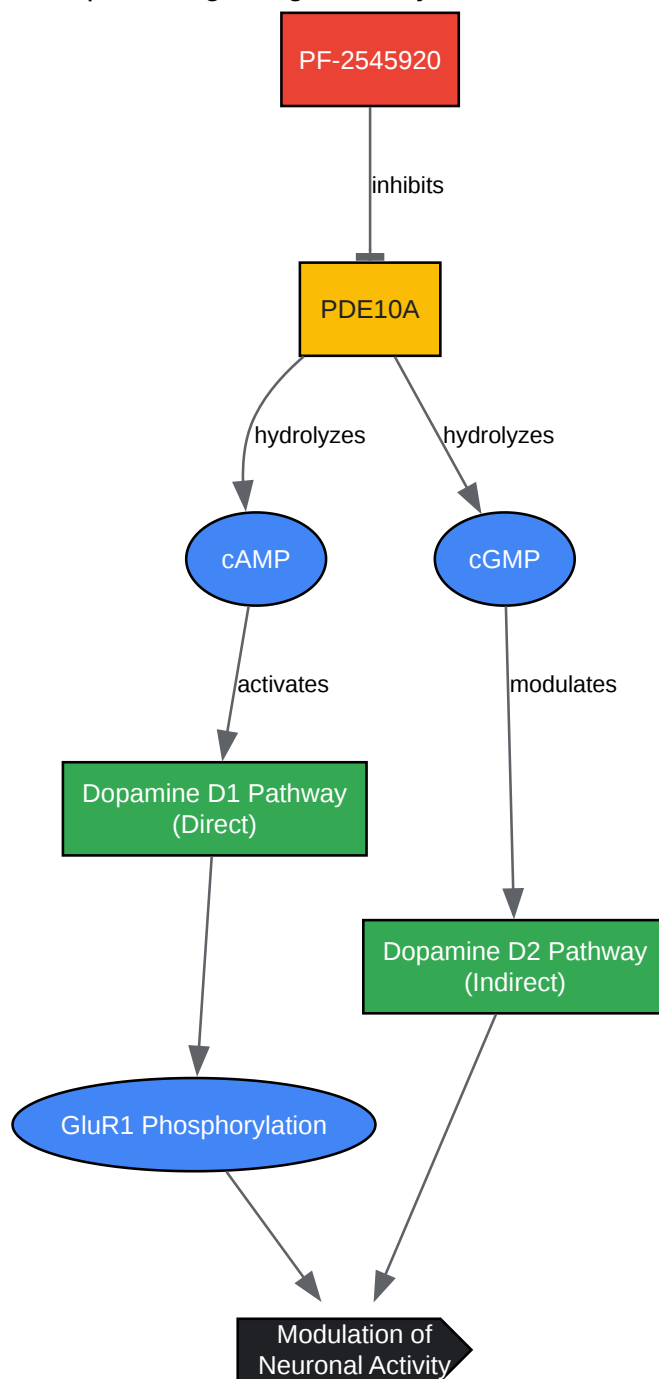 PF-2545920
inhibits
PDE10A
hydrolyzes
hydrolyzes
cAMP
cGMP
activates
modulates
Dopamine D1 Pathway
(Direct)
Dopamine D2 Pathway
(Indirect)
GluR1 Phosphorylation
Modulation of
Neuronal Activity